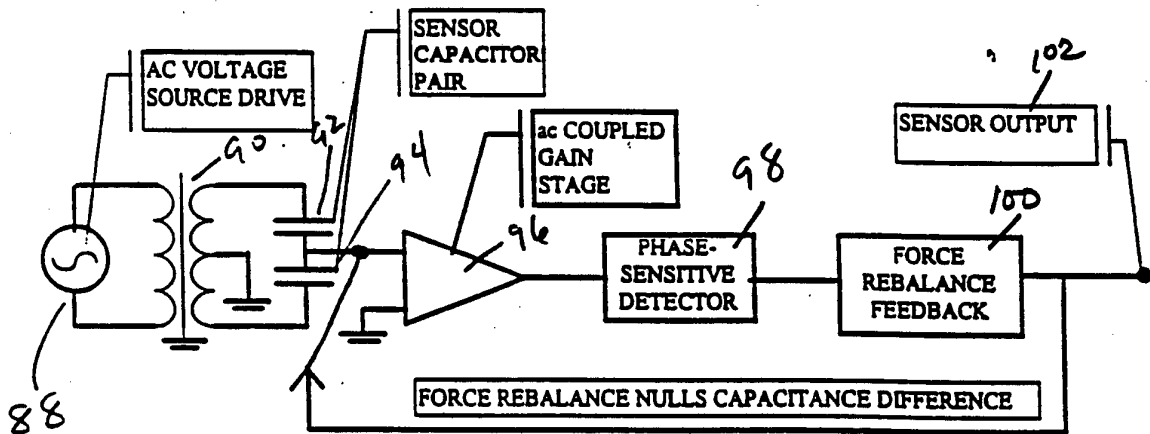 SENSOR
CAPACITOR
PAIR
AC VOLTAGE
SOURCE DRIVE
102
SENSOR OUTPUT
90
92
94
ac COUPLED
GAIN
STAGE
98
100
96
PHASE-
SENSITIVE
DETECTOR
FORCE
REBALANCE
FEEDBACK
88
FORCE REBALANCE NULLS CAPACITANCE DIFFERENCE